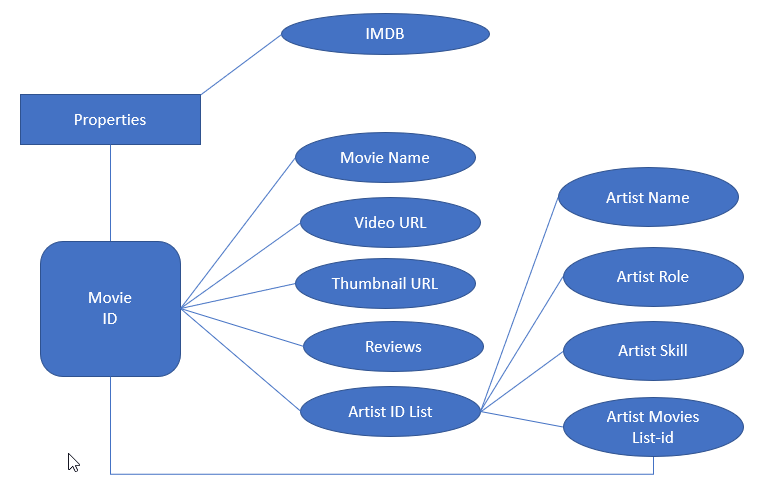 IMDB
Properties
Movie Name
Video URL
Thumbnail URL
Reviews
Artist ID List
Movie
ID
Artist Name
Artist Role
Artist Skill
Artist Movies
List-id